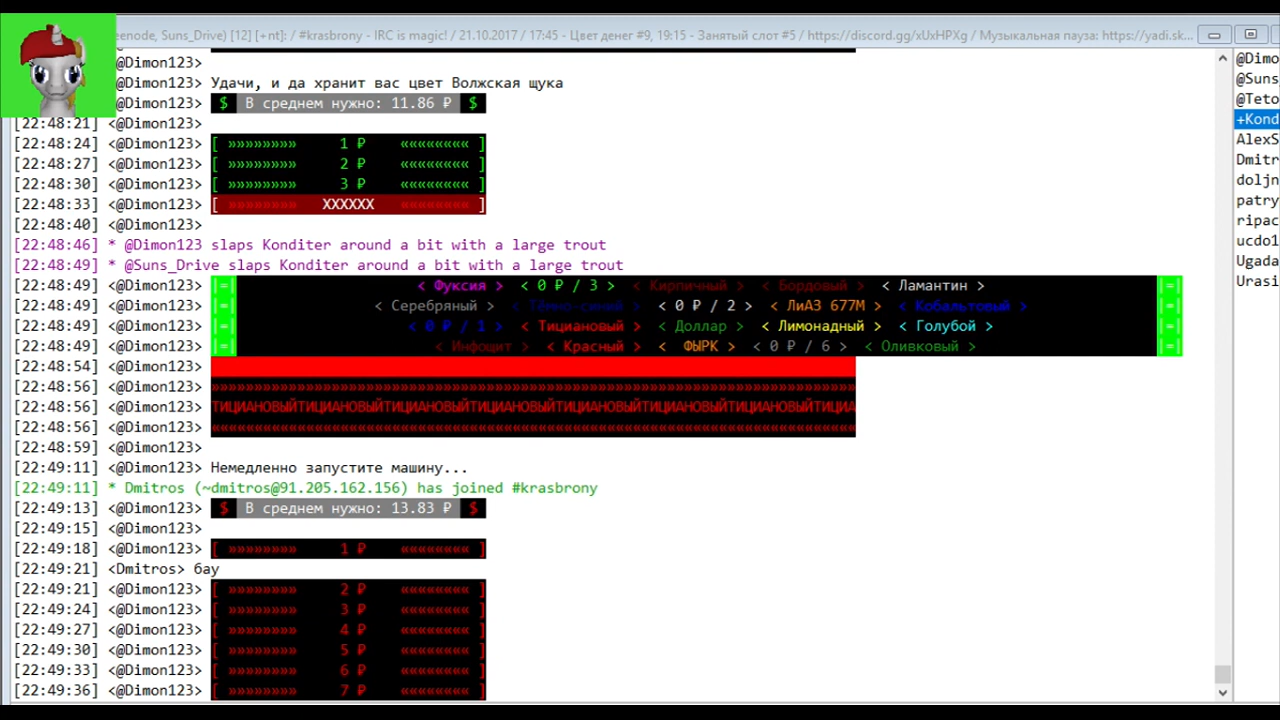 eenode, Suns_Drive) [12] [+nt]: / #krasbrony - IRC is magic! / 21.10.2017 / 17:45 - Цвет денег #9, 19:15 - Занятый слот #5 / https://discord.gg/xUxHPXg / Музыкальная пауза: https://yadi.sk...
@Dimon123>
@Dimon123> Удачи, и да хранит вас цвет Волжская щука
@Dimon123> $ В среднем нужно: 11.86 ₽ $
[22:48:21] <@Dimon123>
[22:48:24] <@Dimon123> [ »»»»»»»» 1 ₽ «««««««« ]
[22:48:27] <@Dimon123> [ »»»»»»»» 2 ₽ «««««««« ]
[22:48:30] <@Dimon123> [ »»»»»»»» 3 ₽ «««««««« ]
[22:48:33] <@Dimon123> [ »»»»»»»» XXXXXX «««««««« ]
[22:48:40] <@Dimon123>
[22:48:46] * @Dimon123 slaps Konditer around a bit with a large trout
[22:48:49] * @Suns_Drive slaps Konditer around a bit with a large trout
[22:48:49] <@Dimon123> |=| < Фуксия > < 0 ₽ / 3 > < Кирпичный > < Бордовый > < Ламантин > |=|
[22:48:49] <@Dimon123> |=| < Серебряный > < Тёмно-синий > < 0 ₽ / 2 > < ЛиАЗ 677М > < Кобальтовый > |=|
[22:48:49] <@Dimon123> |=| < 0 ₽ / 1 > < Тициановый > < Доллар > < Лимонадный > < Голубой > |=|
[22:48:49] <@Dimon123> |=| < Инфощит > < Красный > < ФЫРК > < 0 ₽ / 6 > < Оливковый > |=|
[22:48:54] <@Dimon123>
[22:48:56] <@Dimon123> »»»»»»»»»»»»»»»»»»»»»»»»»»»»»»»»»»»»»»»»»»»»»»»»»»»»»»»»»»»»»»»»»»»»»»»»»»»
[22:48:56] <@Dimon123> ТИЦИАНОВЫЙТИЦИАНОВЫЙТИЦИАНОВЫЙТИЦИАНОВЫЙТИЦИАНОВЫЙТИЦИАНОВЫЙТИЦИАНОВЫЙТИЦИА
[22:48:56] <@Dimon123> «««««««««««««««««««««««««««««««««««««««««««««««««««««««««««««««««««««««««««
[22:48:59] <@Dimon123>
[22:49:11] <@Dimon123> Немедленно запустите машину...
[22:49:11] * Dmitros (~dmitros@91.205.162.156) has joined #krasbrony
[22:49:13] <@Dimon123> $ В среднем нужно: 13.83 ₽ $
[22:49:15] <@Dimon123>
[22:49:18] <@Dimon123> [ »»»»»»»» 1 ₽ «««««««« ]
[22:49:21] <Dmitros> бау
[22:49:21] <@Dimon123> [ »»»»»»»» 2 ₽ «««««««« ]
[22:49:24] <@Dimon123> [ »»»»»»»» 3 ₽ «««««««« ]
[22:49:27] <@Dimon123> [ »»»»»»»» 4 ₽ «««««««« ]
[22:49:30] <@Dimon123> [ »»»»»»»» 5 ₽ «««««««« ]
[22:49:33] <@Dimon123> [ »»»»»»»» 6 ₽ «««««««« ]
[22:49:36] <@Dimon123> [ »»»»»»»» 7 ₽ «««««««« ]
@Dimo
@Suns_
@Teto
+Kond
AlexS
Dmitr
doljn
patry
ripac
ucdo1
Ugada
Urasi